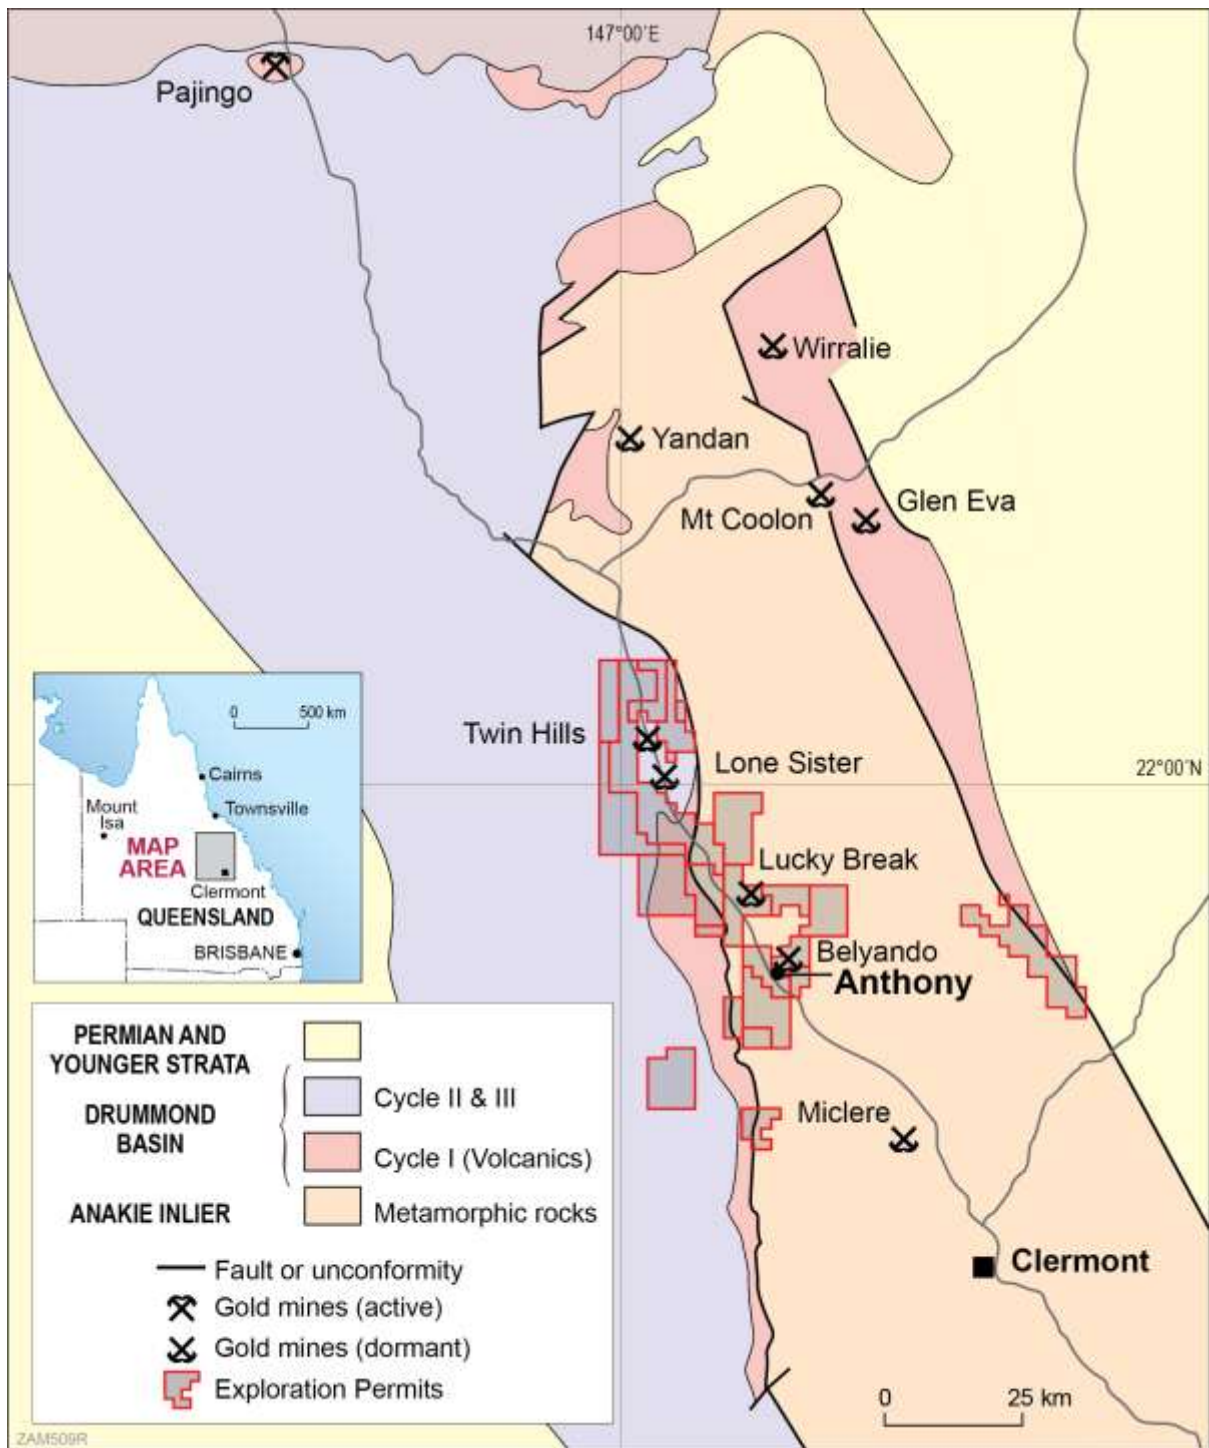 147°00´E
Pajingo
Wirralie
Yandan
Glen Eva
Mt Coolon
Twin Hills
Lone Sister
22°00´N
Lucky Break
Belyando
Anthony
Miclere
Clermont
0 25 km
0 500 km
Cairns
Townsville
Mount
Isa
MAP
AREA
Clermont
QUEENSLAND
BRISBANE
PERMIAN AND
YOUNGER STRATA
DRUMMOND
BASIN
Cycle II & III
Cycle I (Volcanics)
ANAKIE INLIER
Metamorphic rocks
Fault or unconformity
Gold mines (active)
Gold mines (dormant)
Exploration Permits
ZAM509R